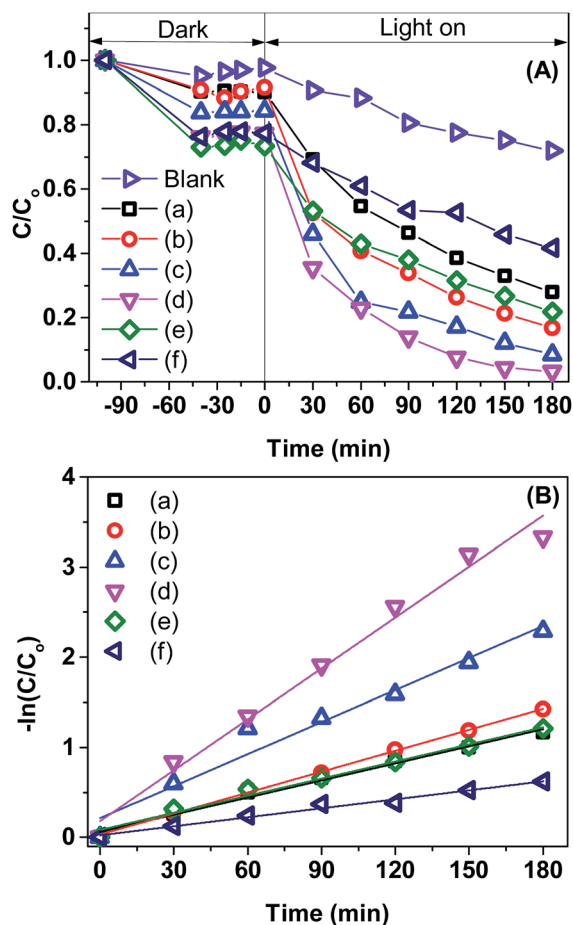 Dark Light on
(A)
1.0
0.8
0.6
0.4
0.2
0.0
C/Co
Blank
(a)
(b)
(c)
(d)
(e)
(f)
-90 -60 -30 0 30 60 90 120 150 180
Time (min)
(B)
4
3
2
1
0
-ln(C/Co)
(a)
(b)
(c)
(d)
(e)
(f)
0 30 60 90 120 150 180
Time (min)